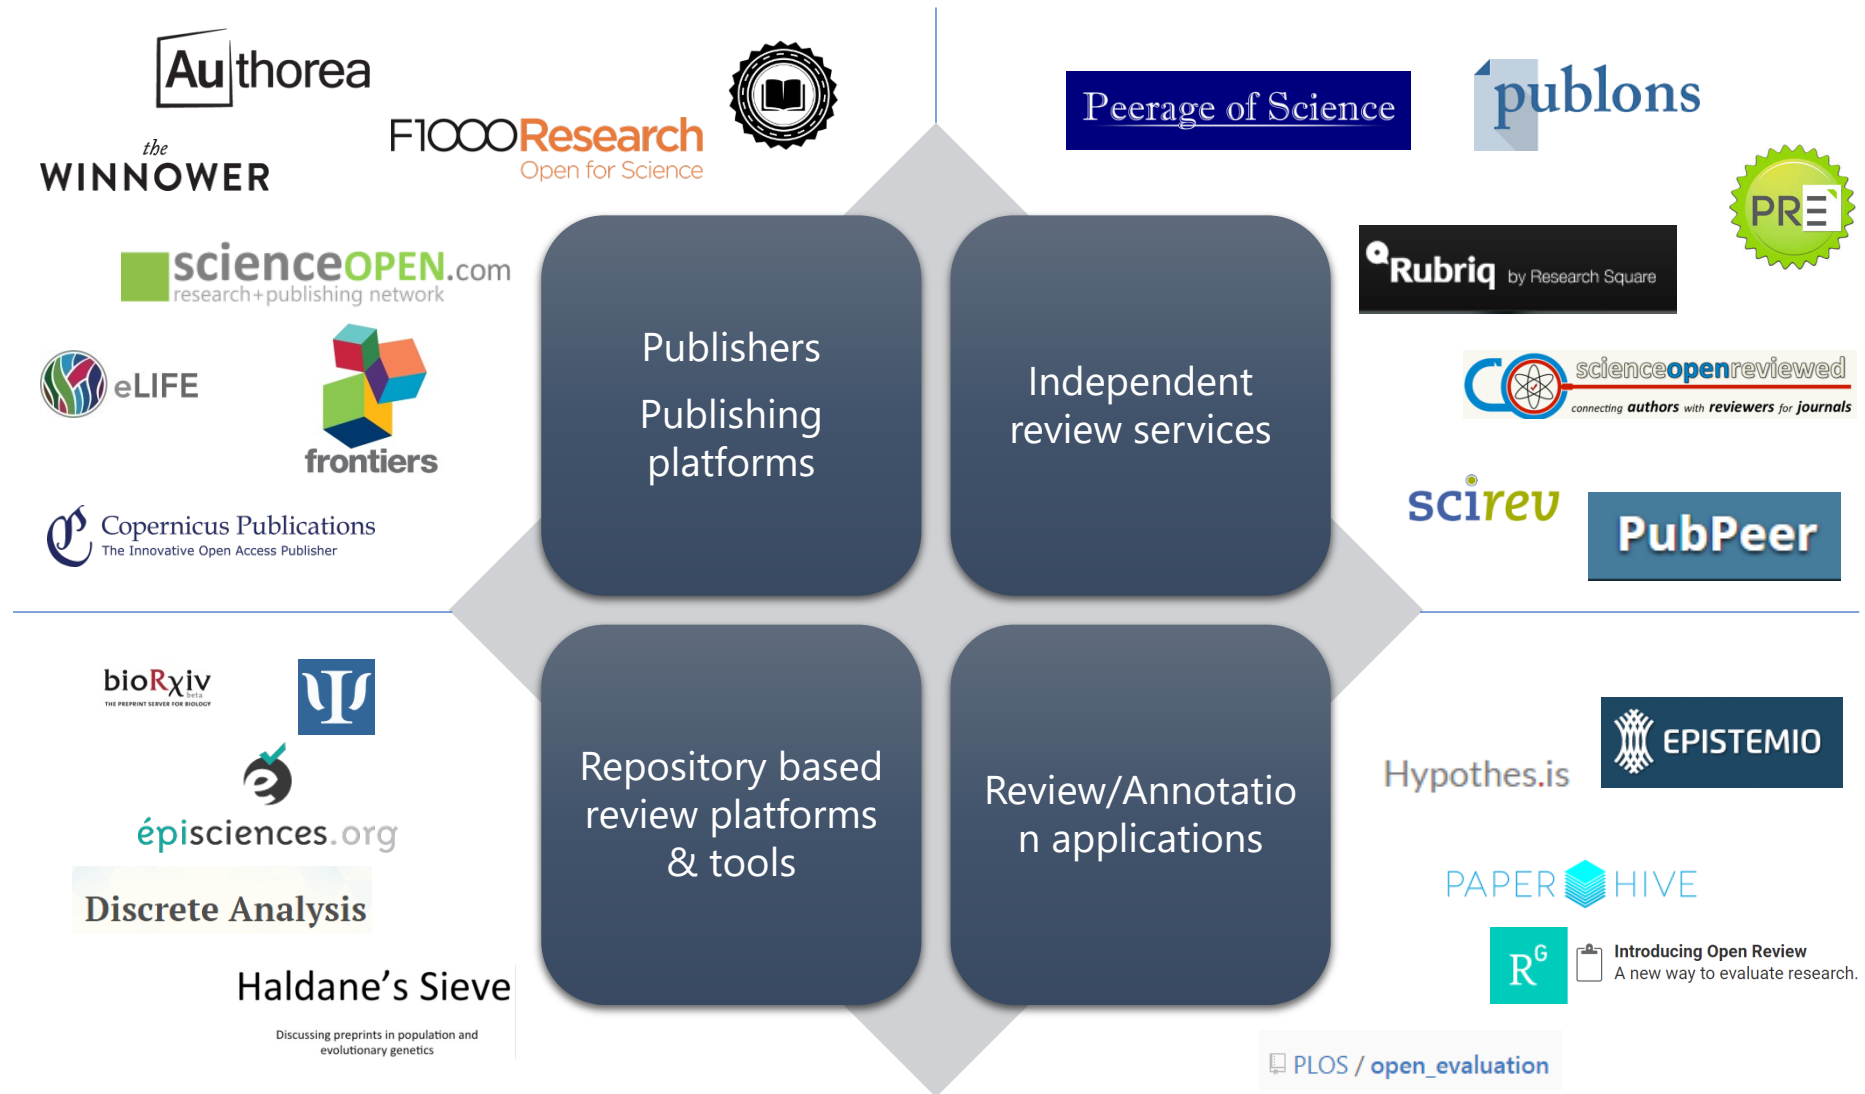 Authorea
the
WINNOWER
F1000Research
Open for Science
scienceOPEN.com
research+publishing network
eLIFE
frontiers
Copernicus Publications
The Innovative Open Access Publisher
Peerage of Science
publons
PRE
Rubriq by Research Square
scienceopenreviewed
connecting authors with reviewers for journals
scirev
PubPeer
Publishers
Publishing
platforms
Independent
review services
Repository based
review platforms
& tools
Review/Annotatio
n applications
bioRχiv
beta
THE PREPRINT SERVER FOR BIOLOGY
Ψ
e
épisciences.org
Discrete Analysis
Haldane's Sieve
Discussing preprints in population and
evolutionary genetics
EPISTEMIO
Hypothes.is
PAPER HIVE
RG
Introducing Open Review
A new way to evaluate research.
PLOS / open_evaluation